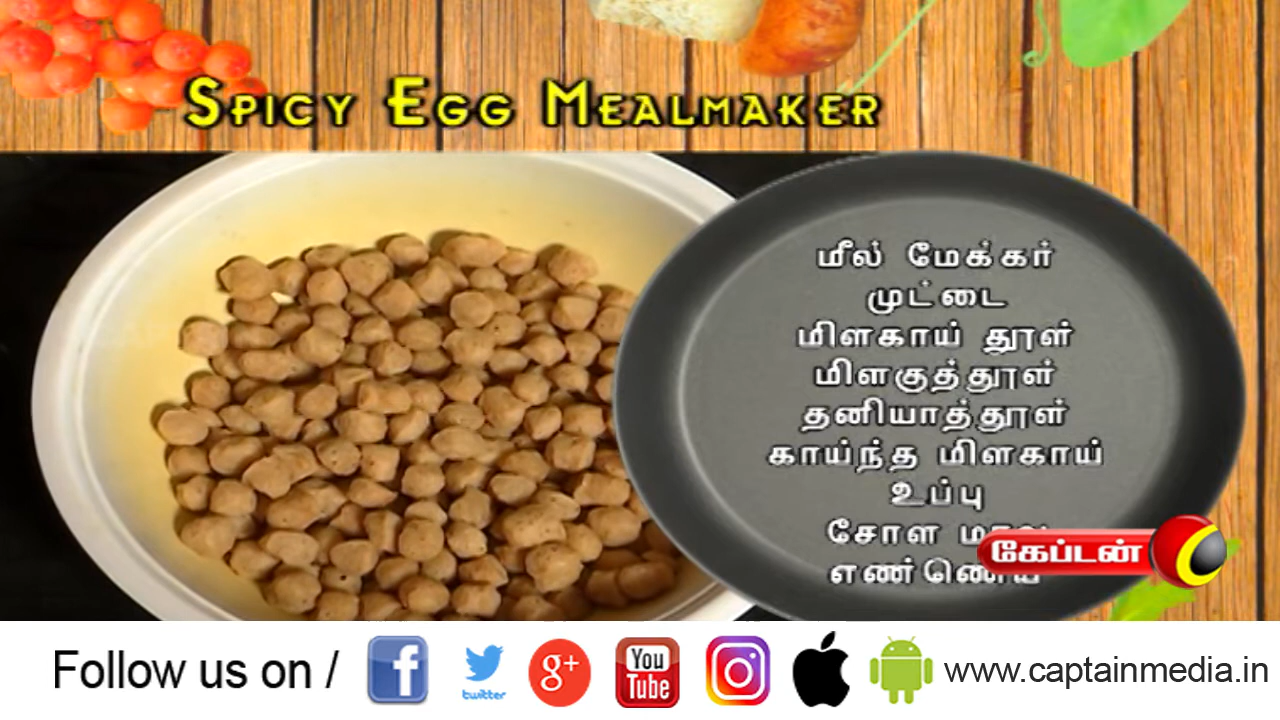 Spicy Egg Mealmaker
மீல் மேக்கர்
முட்டை
மிளகாய் தூள்
மிளகுத்தூள்
தனியாத்தூள்
காய்ந்த மிளகாய்
உப்பு
சோள
எண்ணெய்
கேப்டன்
Follow us on /
twitter
g+
You
Tube
www.captainmedia.in